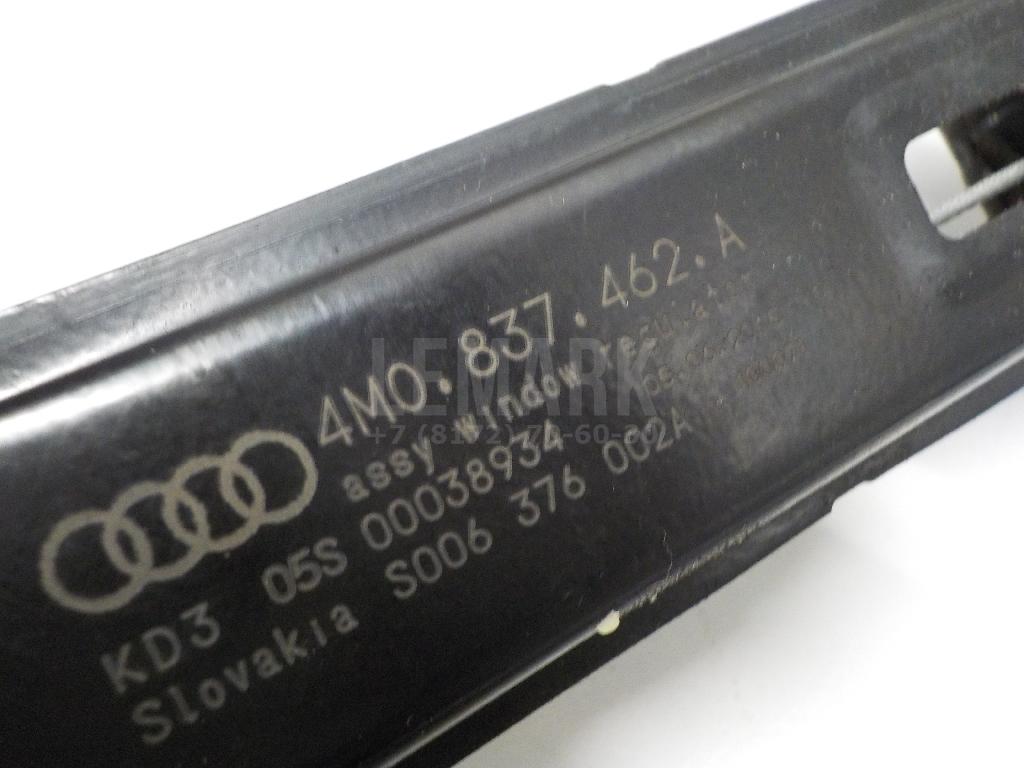 4M0.837.462.A
assy window regulator
KD3 05S 00038934
Slovakia S006 376 002A
LEMARK